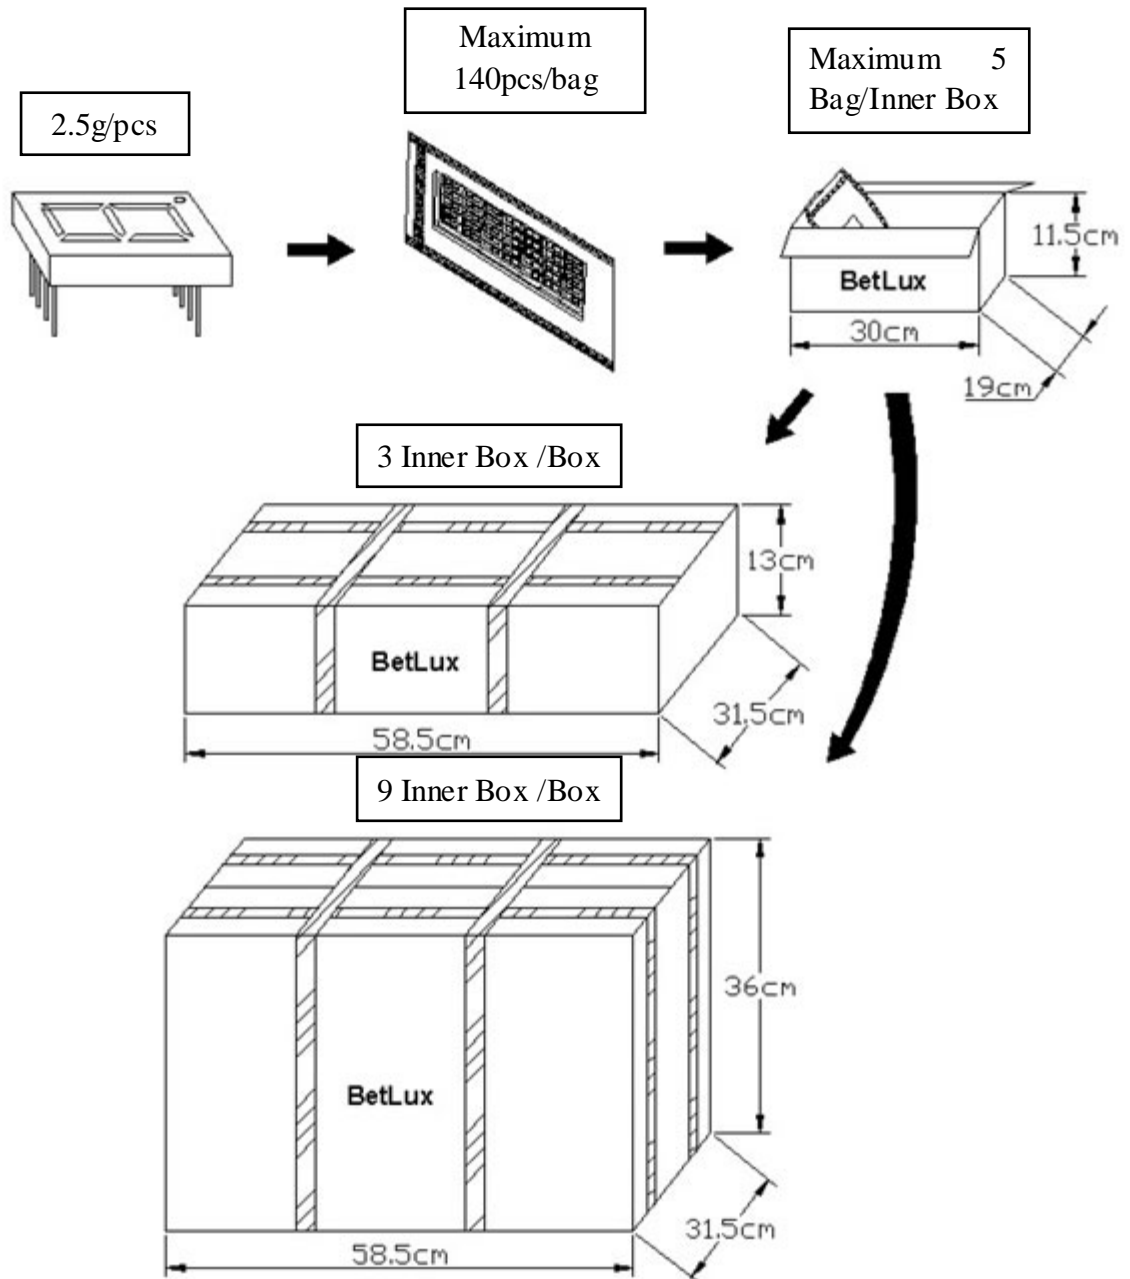 Maximum
140pcs/bag
Maximum 5
Bag/Inner Box
2.5g/pcs
11.5cm
BetLux
30cm
19cm
3 Inner Box /Box
13cm
BetLux
31.5cm
58.5cm
9 Inner Box /Box
36cm
BetLux
31.5cm
58.5cm